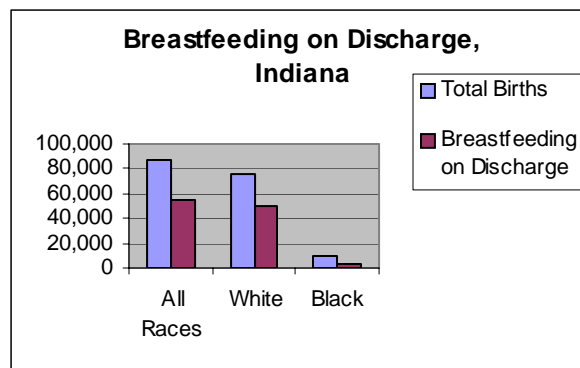 Breastfeeding on Discharge,
Indiana
Total Births
Breastfeeding
on Discharge
100,000
80,000
60,000
40,000
20,000
0
All
Races
White
Black